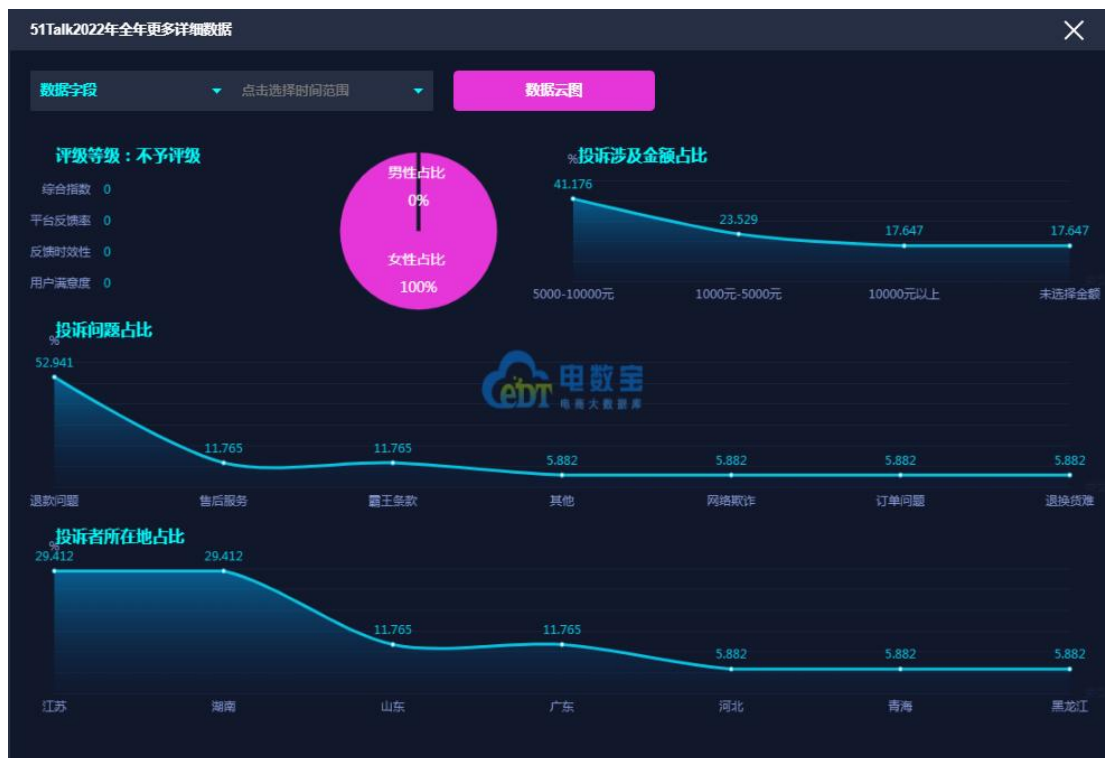 51Talk2022年全年更多详细数据
数据字段
点击选择时间范围
数据云图
评级等级：不予评级
综合指数 0
平台反馈率 0
反馈时效性 0
用户满意度 0
男性占比
0%
女性占比
100%
%
投诉涉及金额占比
41.176 23.529 17.647 17.647
5000-10000元 1000元-5000元 10000元以上 未选择金额
投诉问题占比
%
52.941 11.765 11.765 5.882 5.882 5.882 5.882
退款问题 售后服务 霸王条款 其他 网络欺诈 订单问题 退换货难
eDT 电数宝
电商大数据库
投诉者所在地占比
%
29.412 29.412 11.765 11.765 5.882 5.882 5.882
江苏 湖南 山东 广东 河北 青海 黑龙江